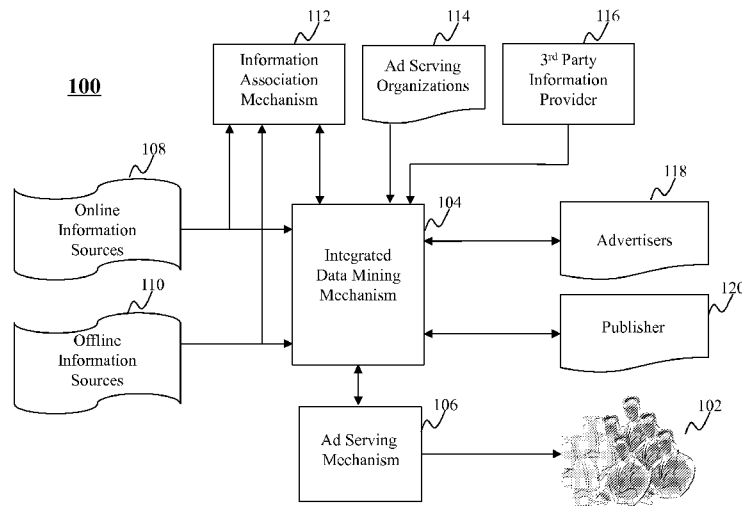 100
112
Information
Association
Mechanism
114
Ad Serving
Organizations
116
3rd Party
Information
Provider
108
Online
Information
Sources
104
Integrated
Data Mining
Mechanism
118
Advertisers
110
Offline
Information
Sources
120
Publisher
106
Ad Serving
Mechanism
102